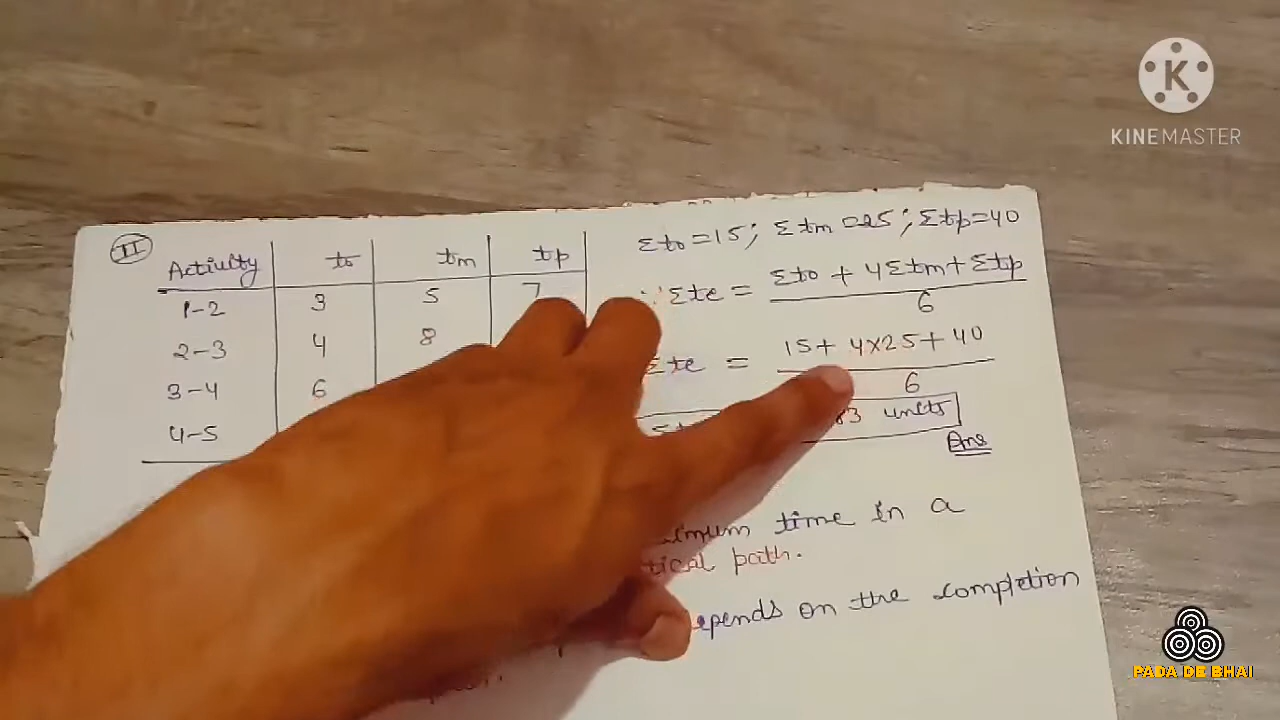 K
KINEMASTER
II
Activity to tm tp
1-2 3 5 7
2-3 4 8
3-4 6
4-5
Σto = 15; Σtm = 25; Σtp = 40
∵ Σte = Σto + 4Σtm + Σtp
6
Σte = 15 + 4×25 + 40
6
83 units
Ans
time in a
path.
on the completion
PADA DE BHAI